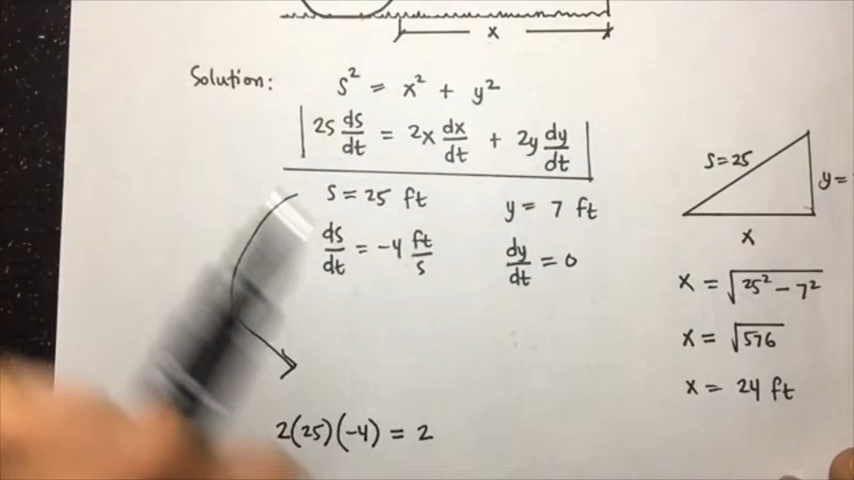 x
Solution: s² = x² + y²
2s ds/dt = 2x dx/dt + 2y dy/dt
s = 25 ft
y = 7 ft
ds/dt = -4 ft/s
dy/dt = 0
2(25)(-4) = 2
s = 25
y =
x
x = √(25² - 7²)
x = √576
x = 24 ft